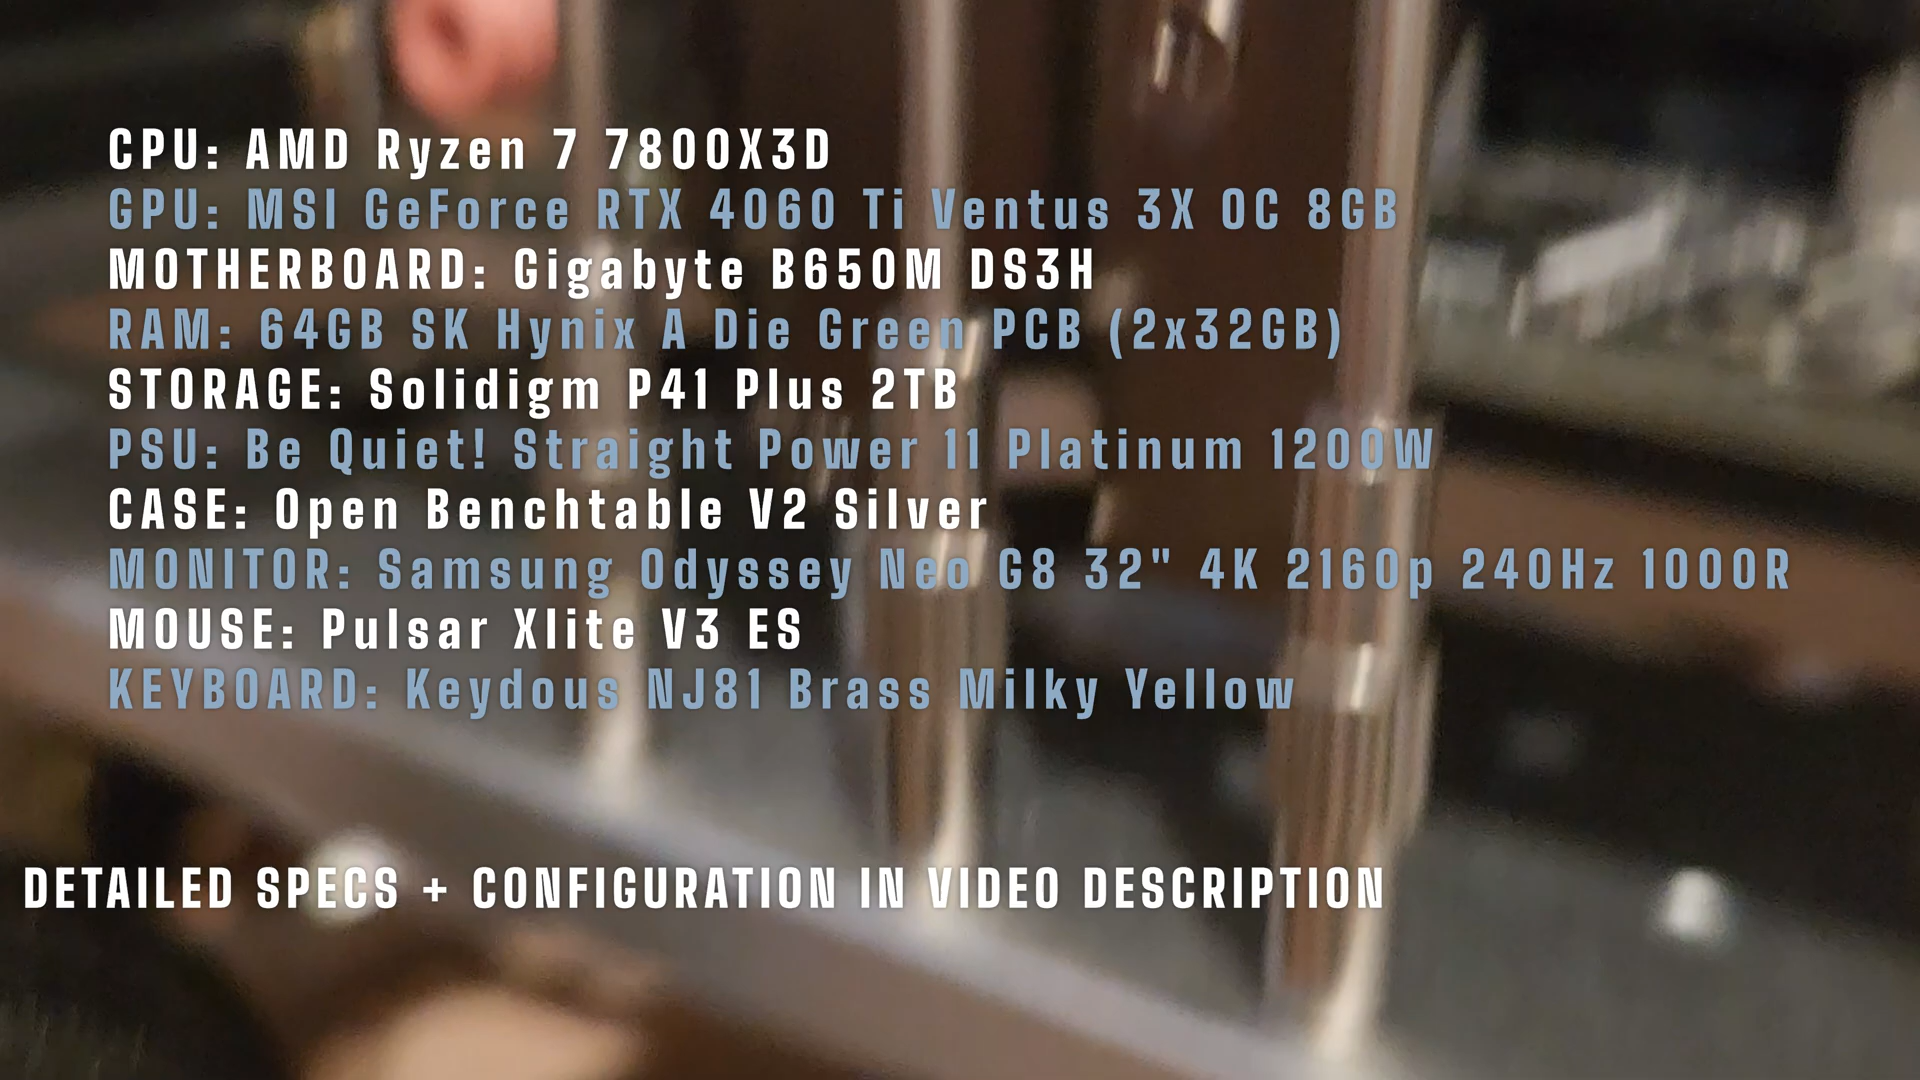 CPU: AMD Ryzen 7 7800X3D
GPU: MSI GeForce RTX 4060 Ti Ventus 3X OC 8GB
MOTHERBOARD: Gigabyte B650M DS3H
RAM: 64GB SK Hynix A Die Green PCB (2x32GB)
STORAGE: Solidigm P41 Plus 2TB
PSU: Be Quiet! Straight Power 11 Platinum 1200W
CASE: Open Benchtable V2 Silver
MONITOR: Samsung Odyssey Neo G8 32" 4K 2160p 240Hz 1000R
MOUSE: Pulsar Xlite V3 ES
KEYBOARD: Keydous NJ81 Brass Milky Yellow
DETAILED SPECS + CONFIGURATION IN VIDEO DESCRIPTION